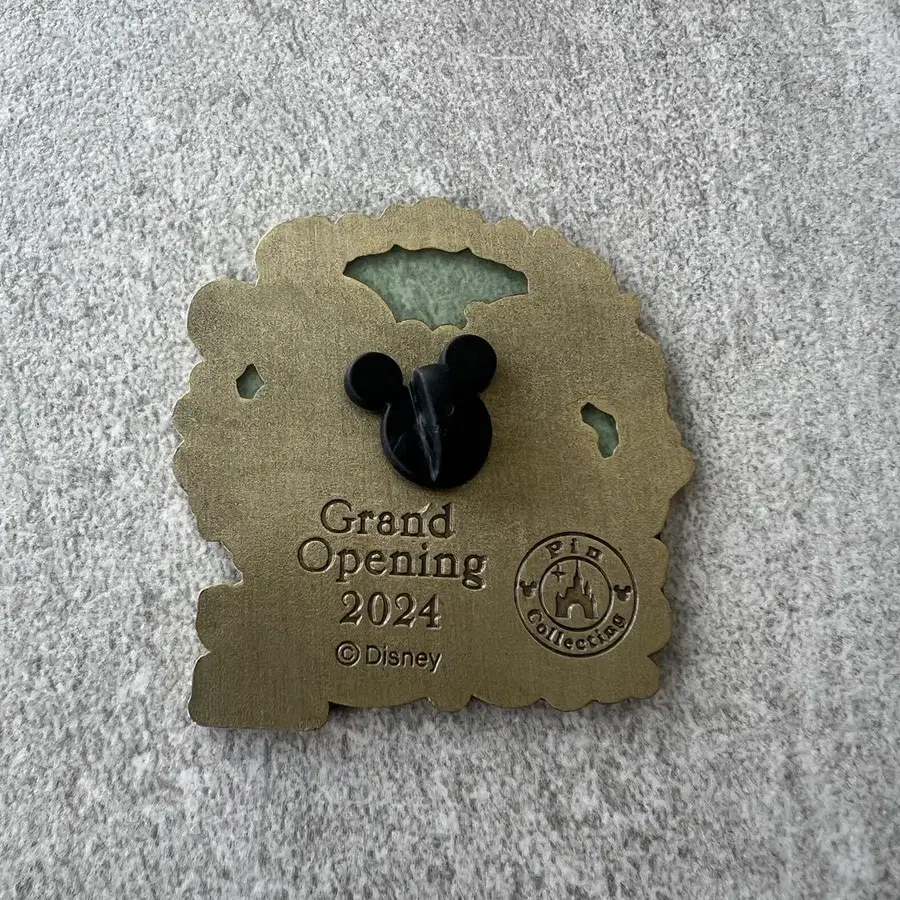 Grand
Opening
2024
©Disney
Pin
Collecting